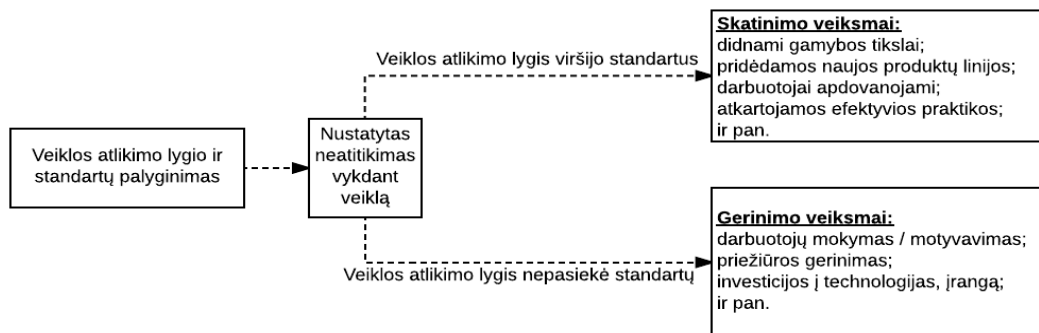 Veiklos atlikimo lygio ir
standartų palyginimas
Nustatytas
neatitikimas
vykdant
veiklą
Veiklos atlikimo lygis viršijo standartus
Skatinimo veiksmai:
didnami gamybos tikslai;
pridėdamos naujos produktų linijos;
darbuotojai apdovanojami;
atkartojamos efektyvios praktikos;
ir pan.
Veiklos atlikimo lygis nepasiekė standartų
Gerinimo veiksmai:
darbuotojų mokymas / motyvavimas;
priežiūros gerinimas;
investicijos į technologijas, įrangą;
ir pan.